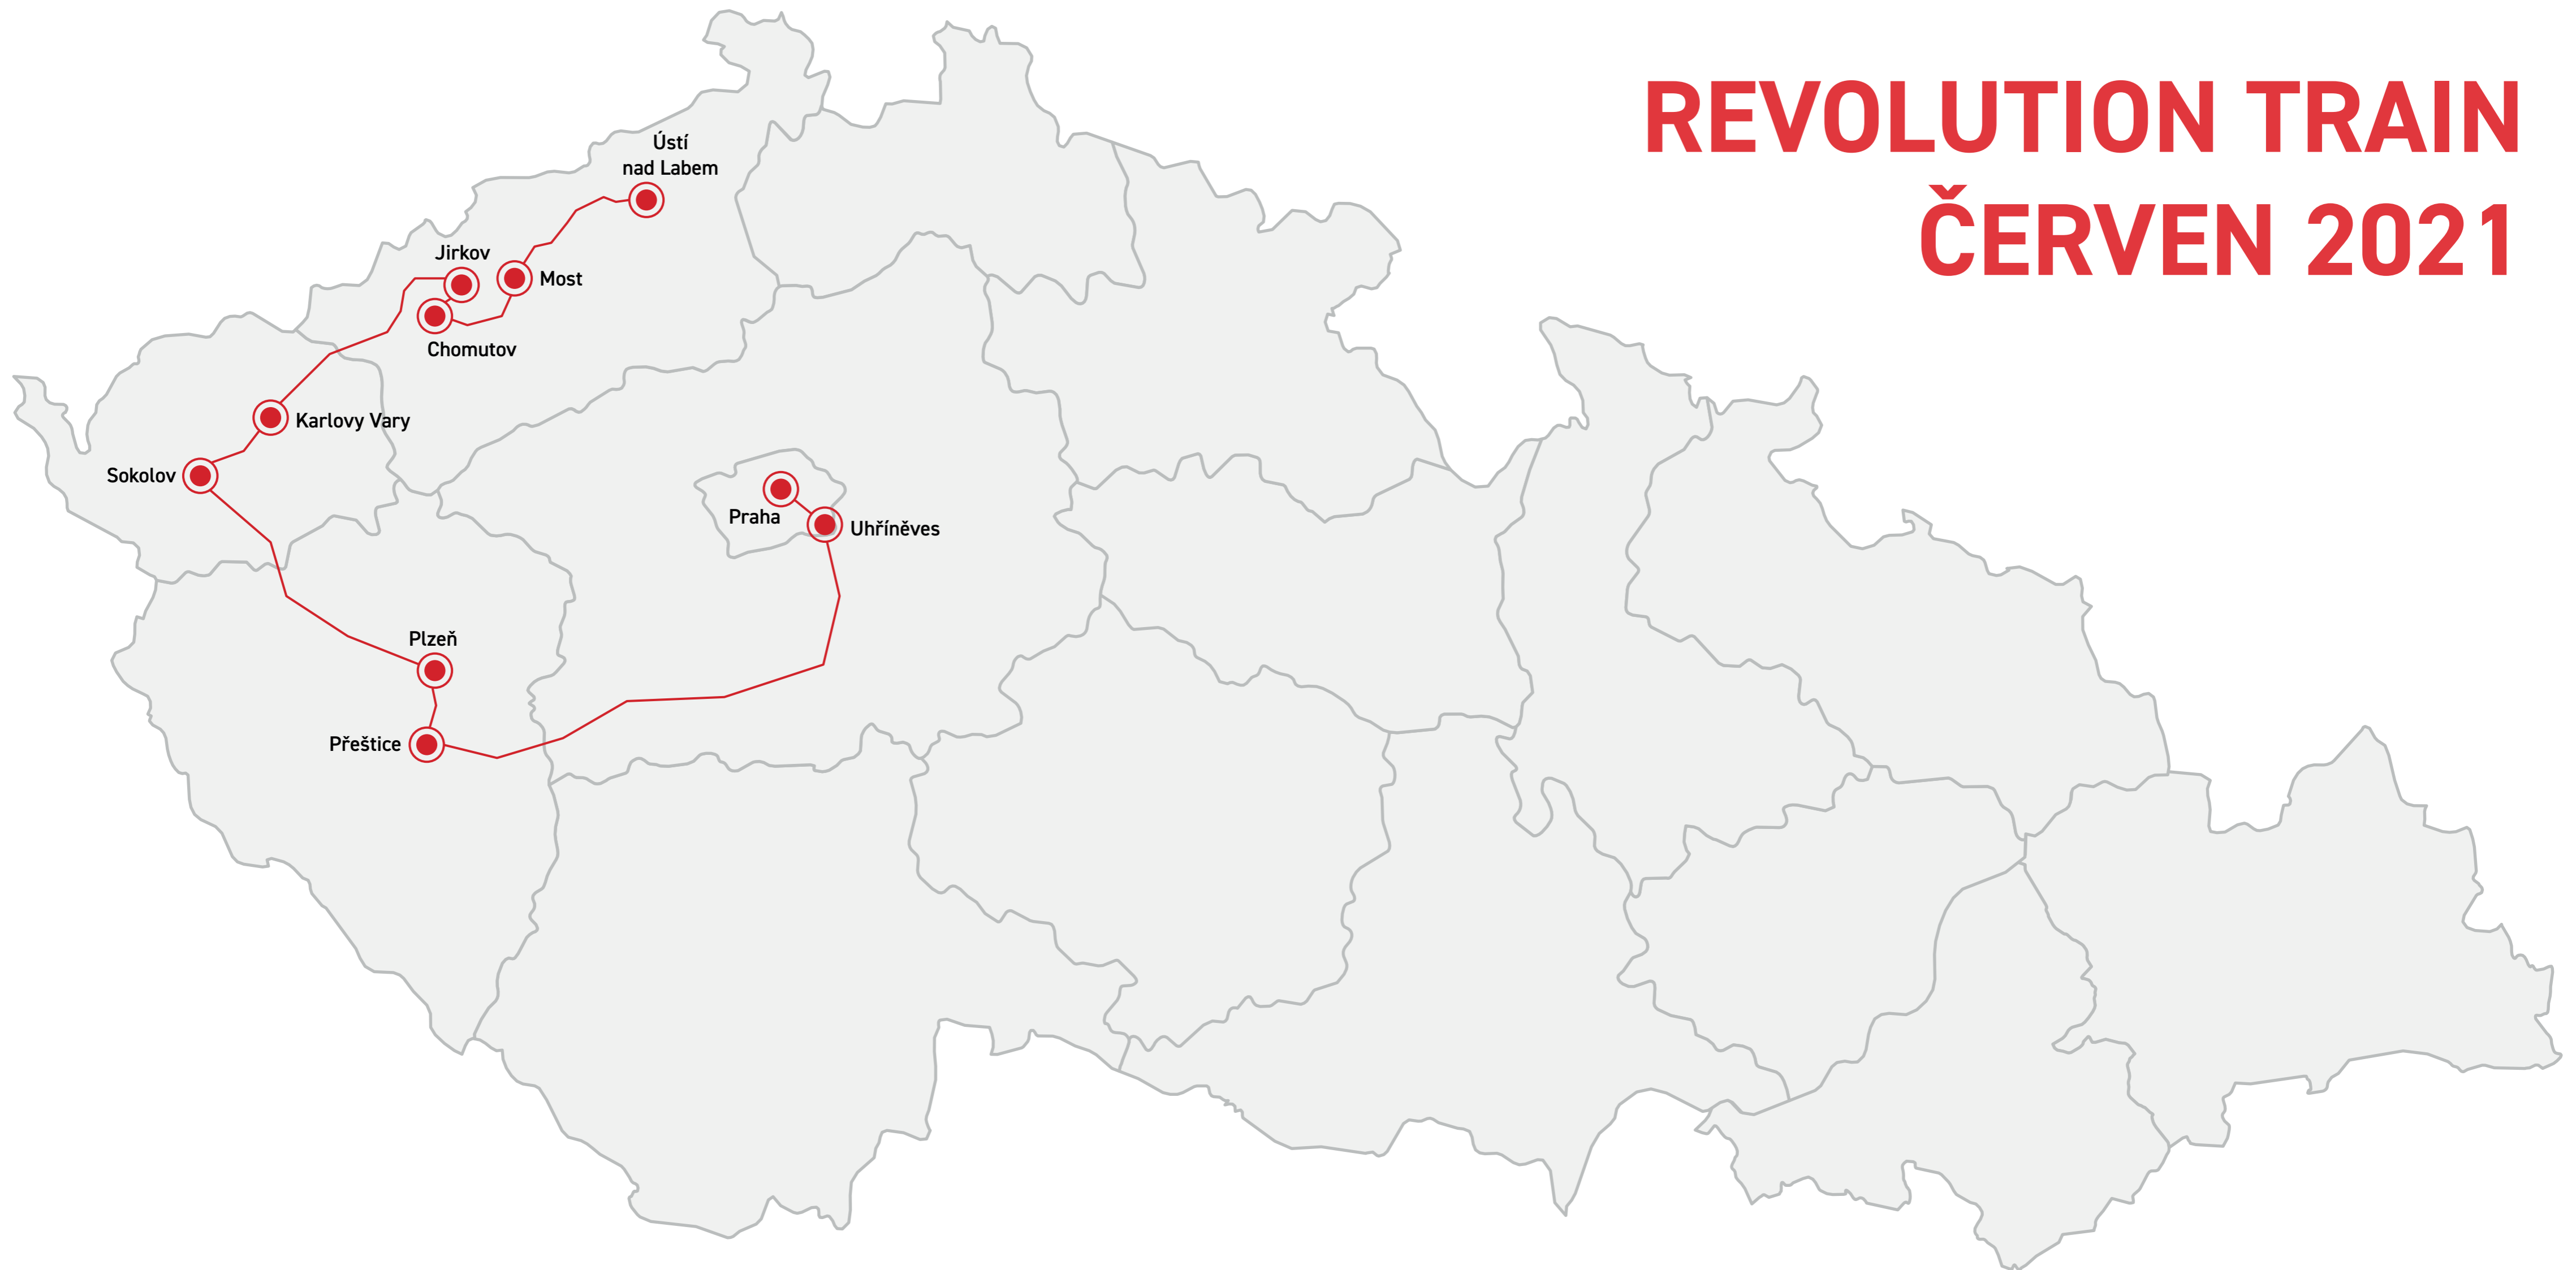 REVOLUTION TRAIN
ČERVEN 2021
Ústí
nad Labem
Jirkov
Most
Chomutov
Karlovy Vary
Sokolov
Praha
Uhříněves
Plzeň
Přeštice